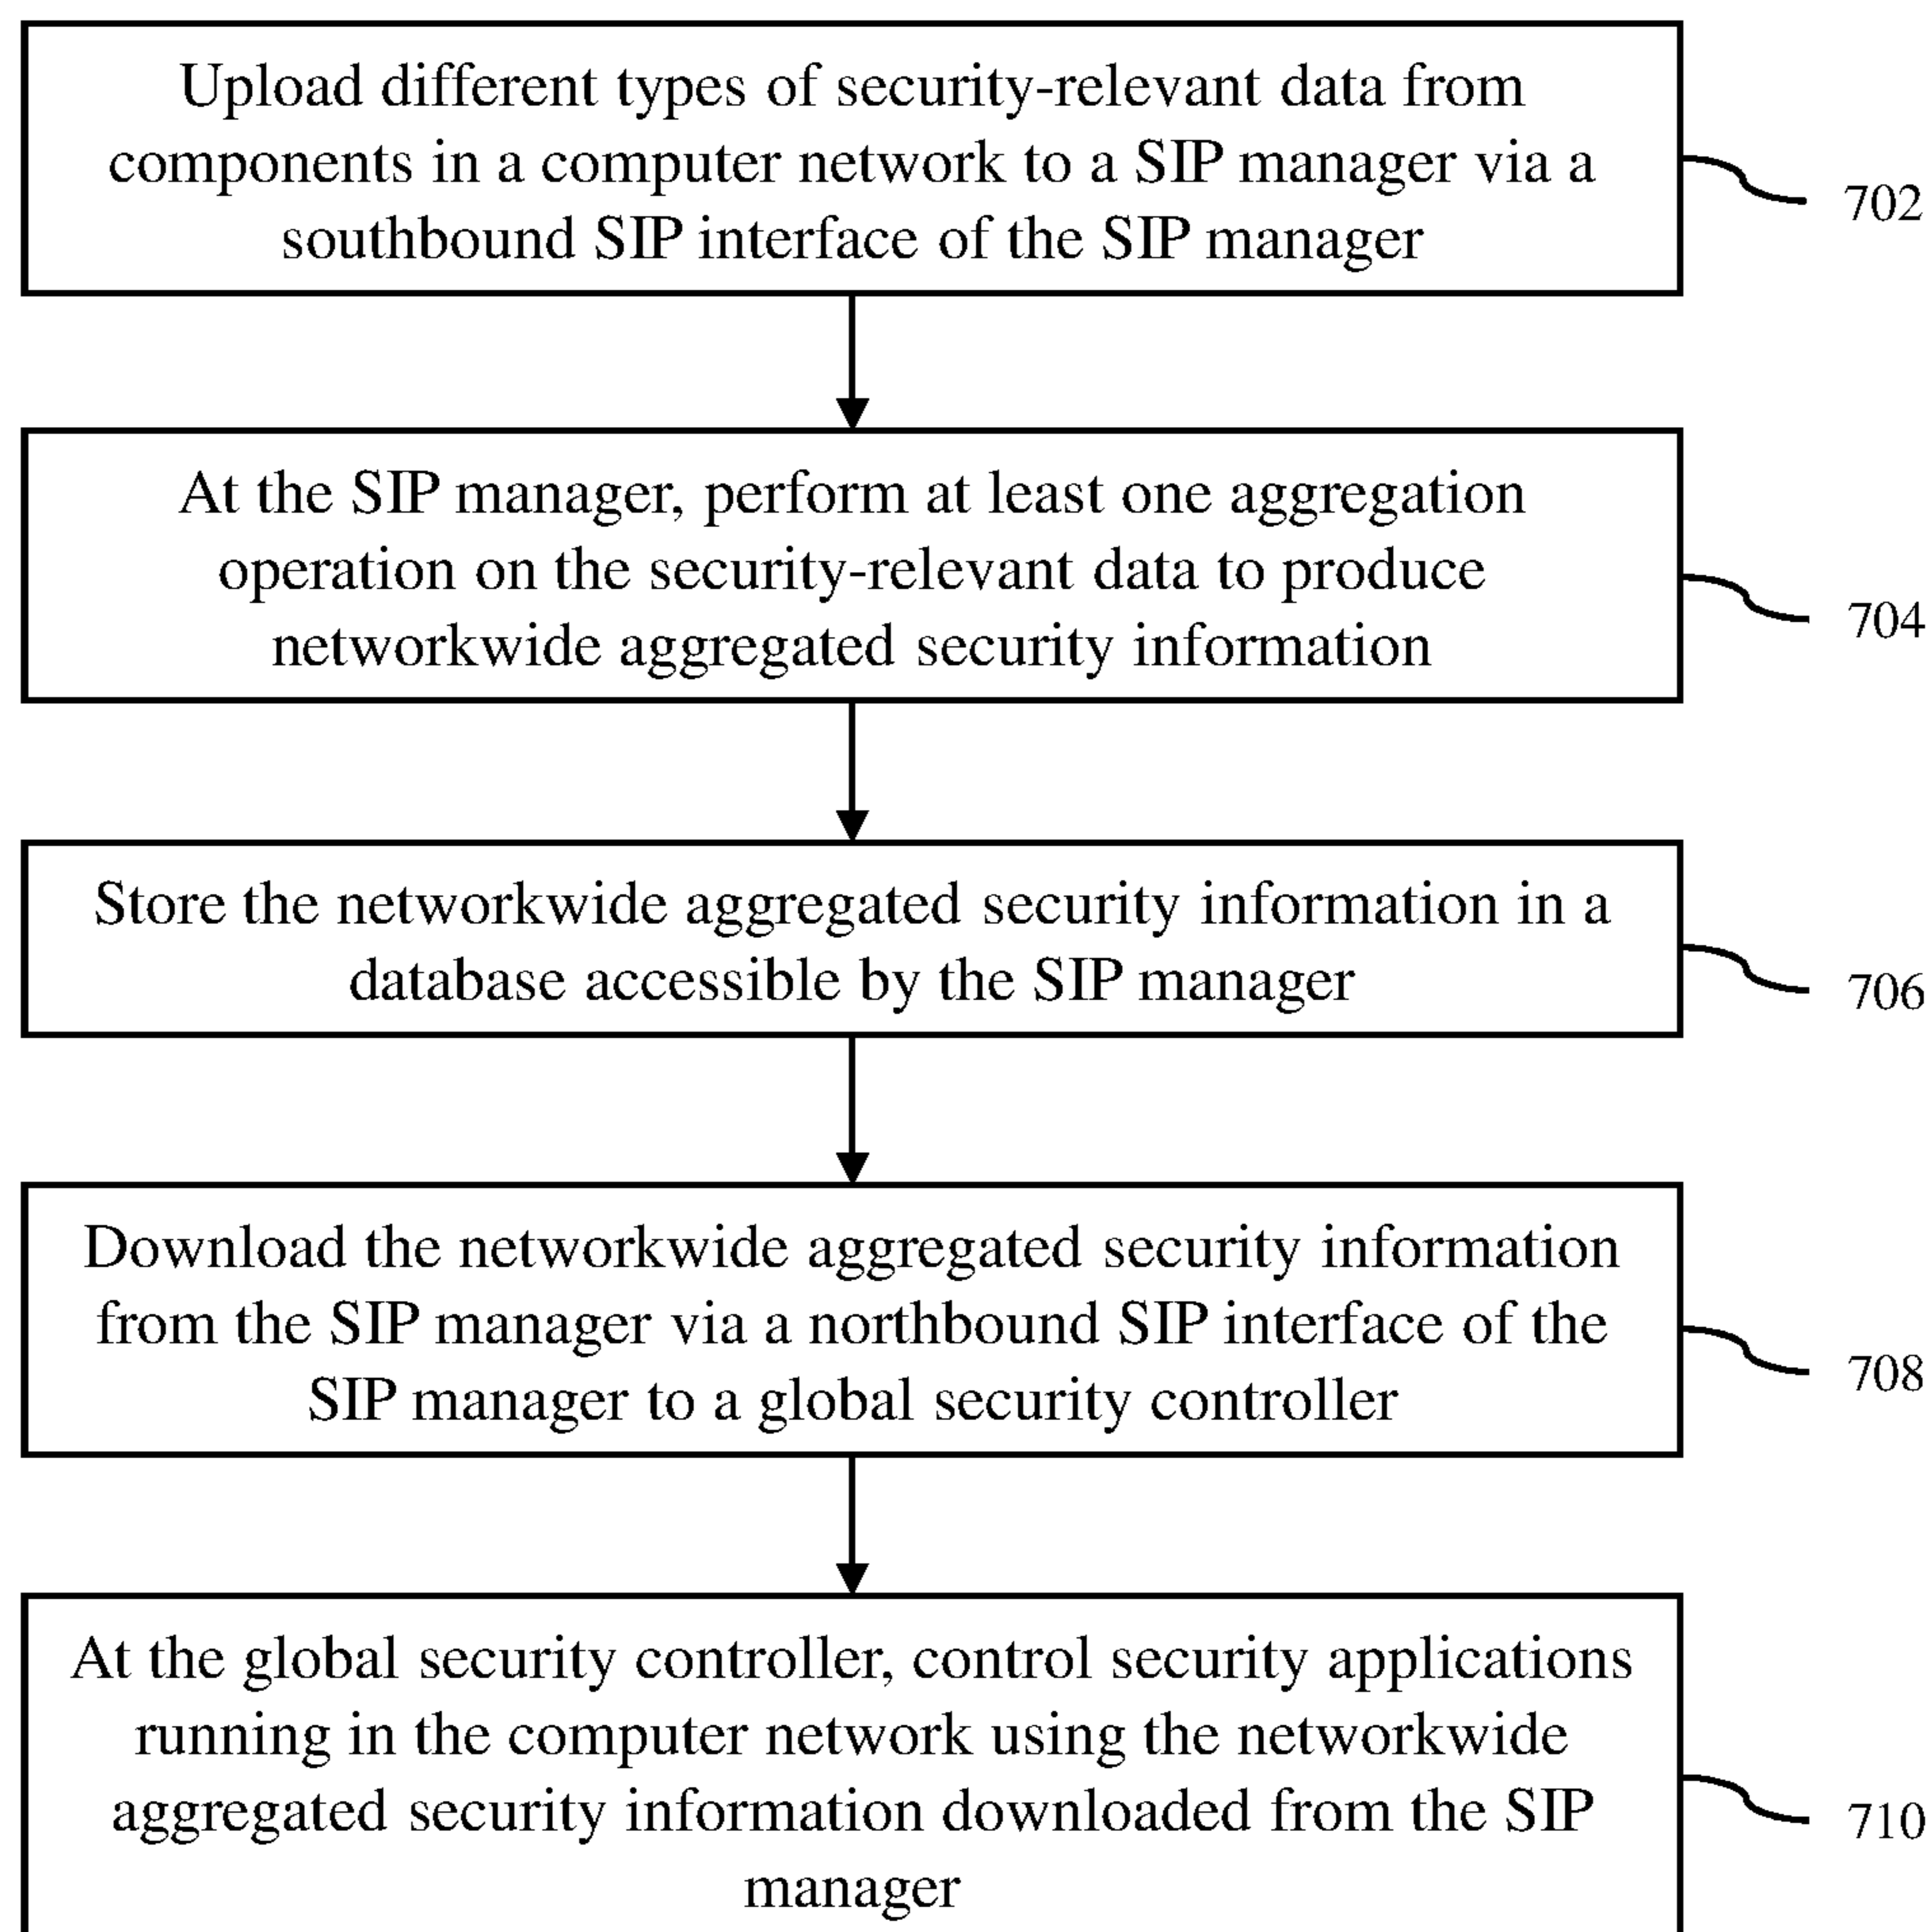 Upload different types of security-relevant data from
components in a computer network to a SIP manager via a
southbound SIP interface of the SIP manager
702
At the SIP manager, perform at least one aggregation
operation on the security-relevant data to produce
networkwide aggregated security information
704
Store the networkwide aggregated security information in a
database accessible by the SIP manager
706
Download the networkwide aggregated security information
from the SIP manager via a northbound SIP interface of the
SIP manager to a global security controller
708
At the global security controller, control security applications
running in the computer network using the networkwide
aggregated security information downloaded from the SIP
manager
710